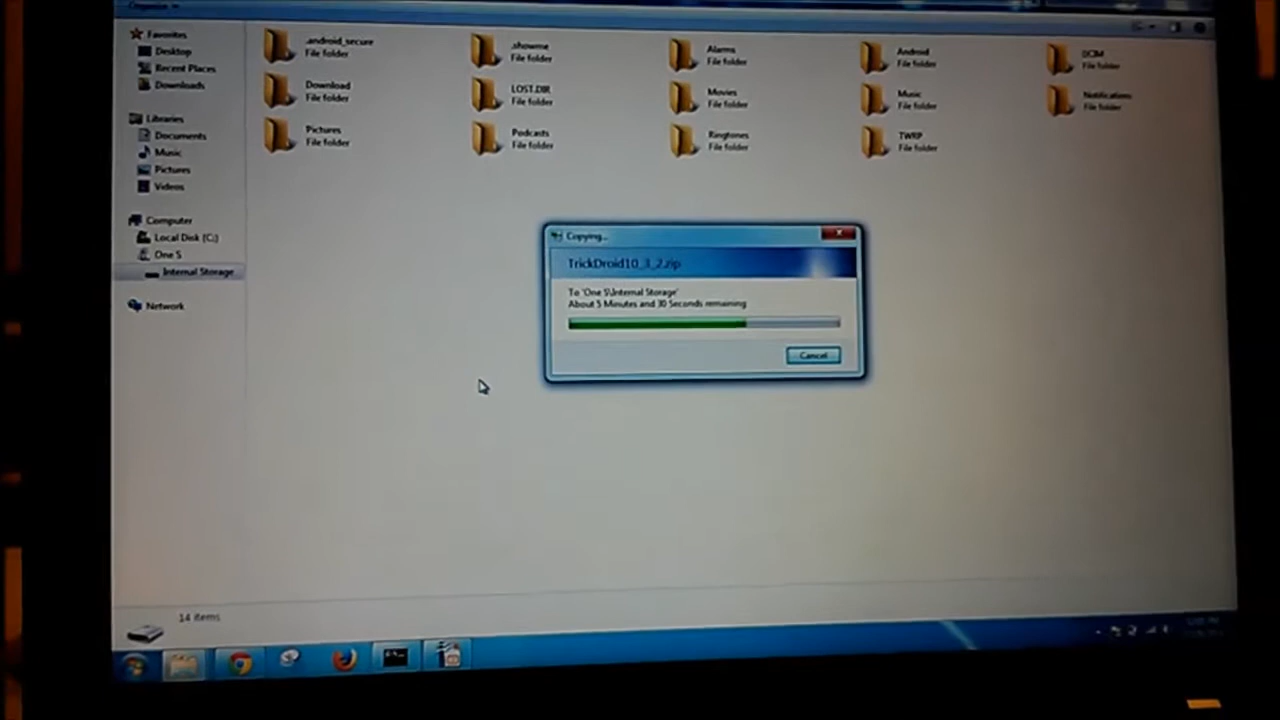 Organize
Favorites
Desktop
Recent Places
Downloads
Libraries
Documents
Music
Pictures
Videos
Computer
Local Disk (C:)
One S
Internal Storage
Network
.android_secure
File folder
.showme
File folder
Alarms
File folder
Android
File folder
DCIM
File folder
Download
File folder
LOST.DIR
File folder
Movies
File folder
Music
File folder
Notifications
File folder
Pictures
File folder
Podcasts
File folder
Ringtones
File folder
TWRP
File folder
Copying...
TrickDroid10_3_2.zip
To 'One S\Internal Storage'
About 5 Minutes and 30 Seconds remaining
Cancel
14 items